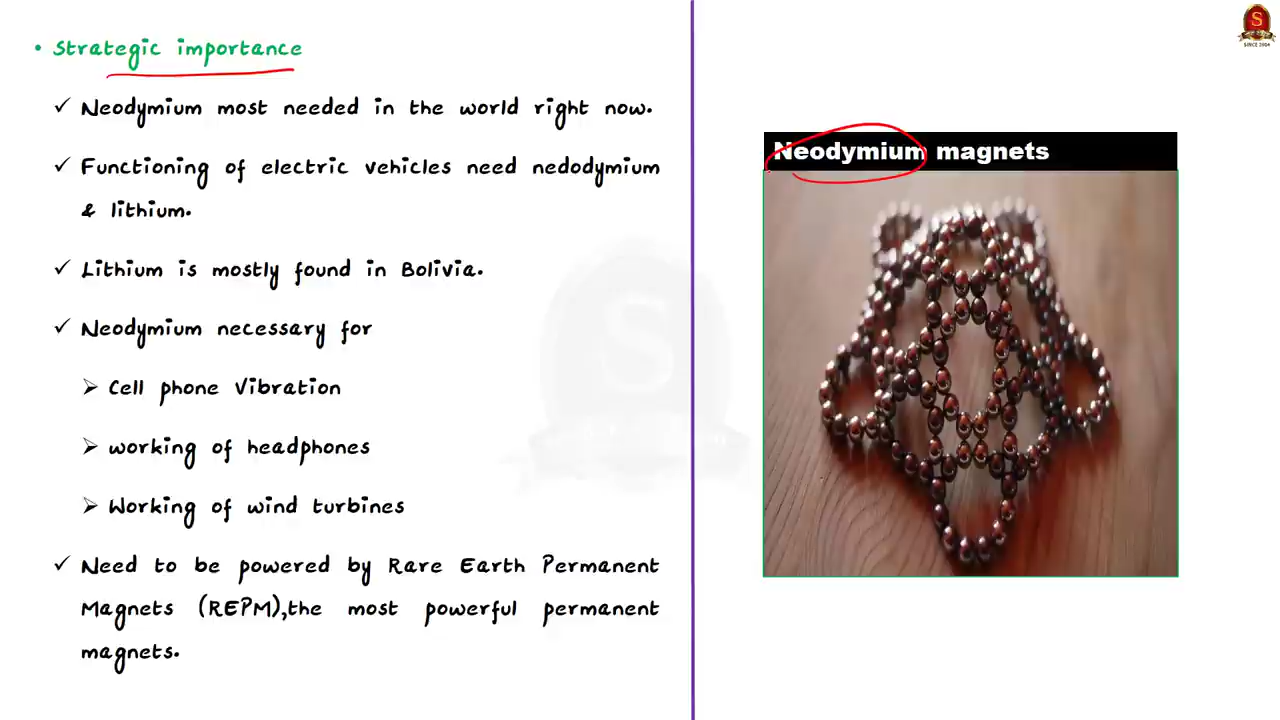 • Strategic importance
✓ Neodymium most needed in the world right now.
✓ Functioning of electric vehicles need nedodymium
& lithium.
✓ Lithium is mostly found in Bolivia.
✓ Neodymium necessary for
➢ Cell phone Vibration
➢ working of headphones
➢ Working of wind turbines
✓ Need to be powered by Rare Earth Permanent
Magnets (REPM),the most powerful permanent
magnets.
S
SINCE 2004
Neodymium magnets